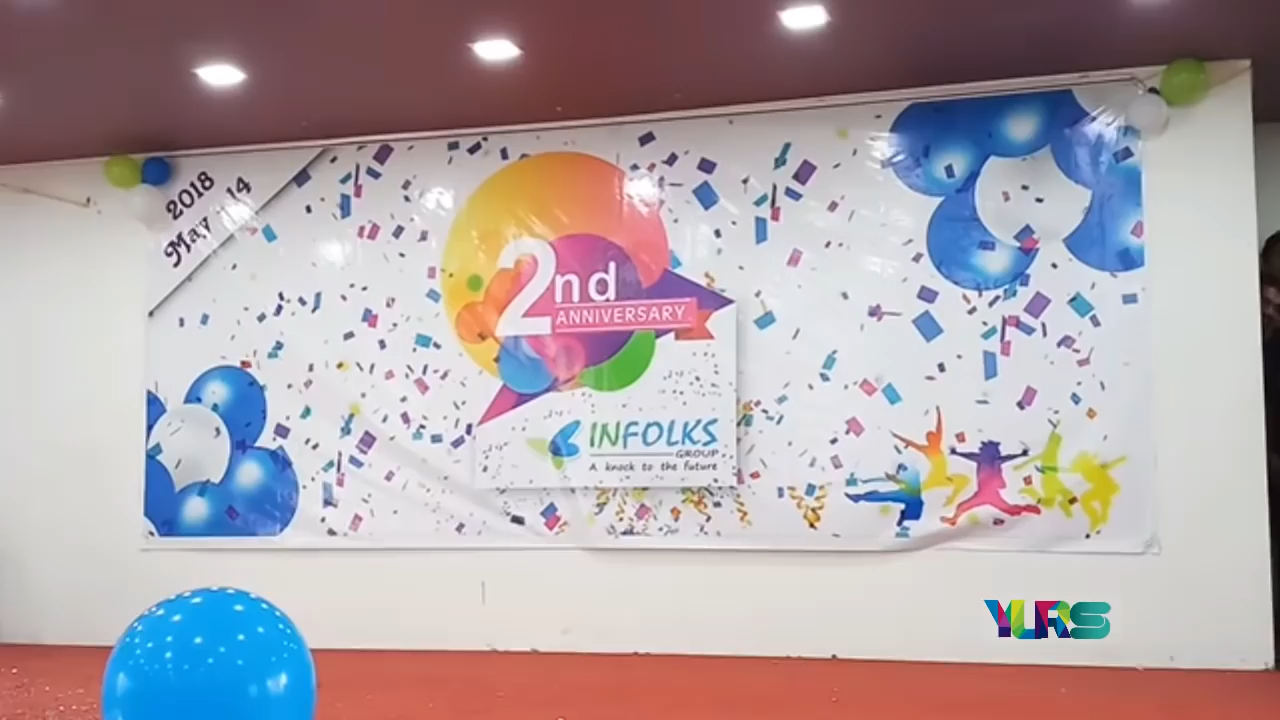 2018
May 14
2nd
ANNIVERSARY
INFOLKS
GROUP
A knock to the future
YLRS